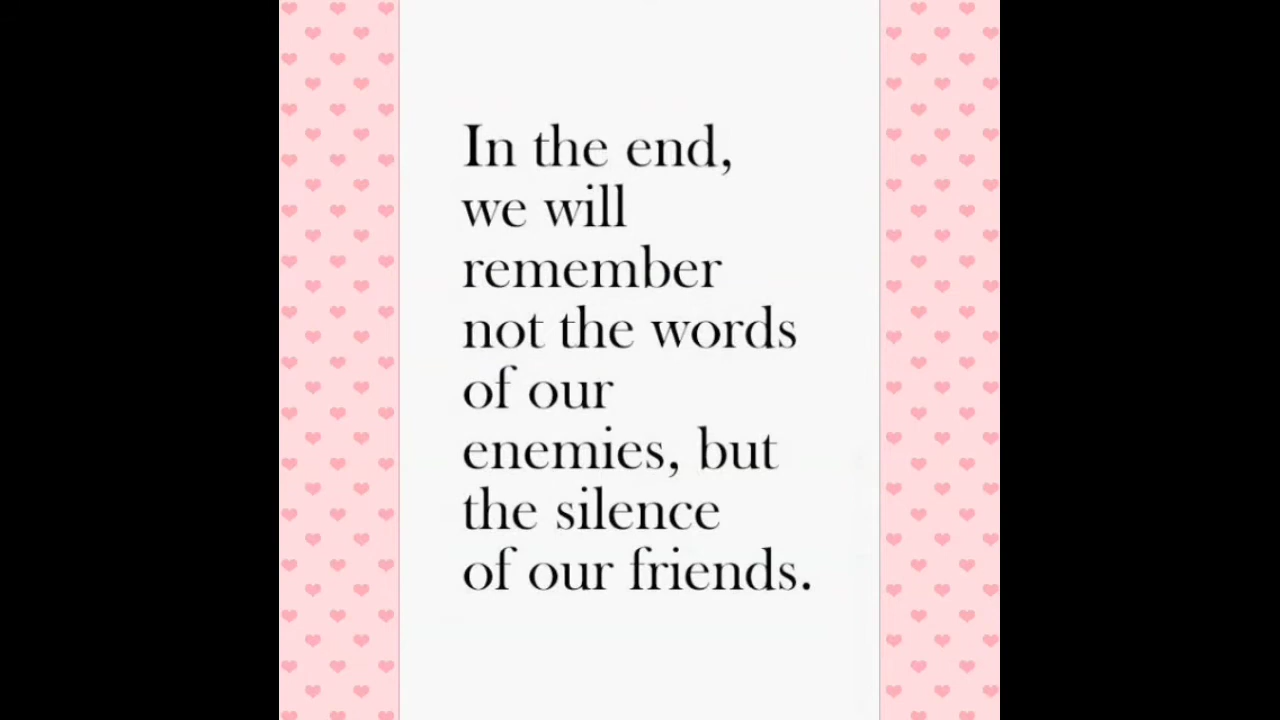 In the end,
we will
remember
not the words
of our
enemies, but
the silence
of our friends.